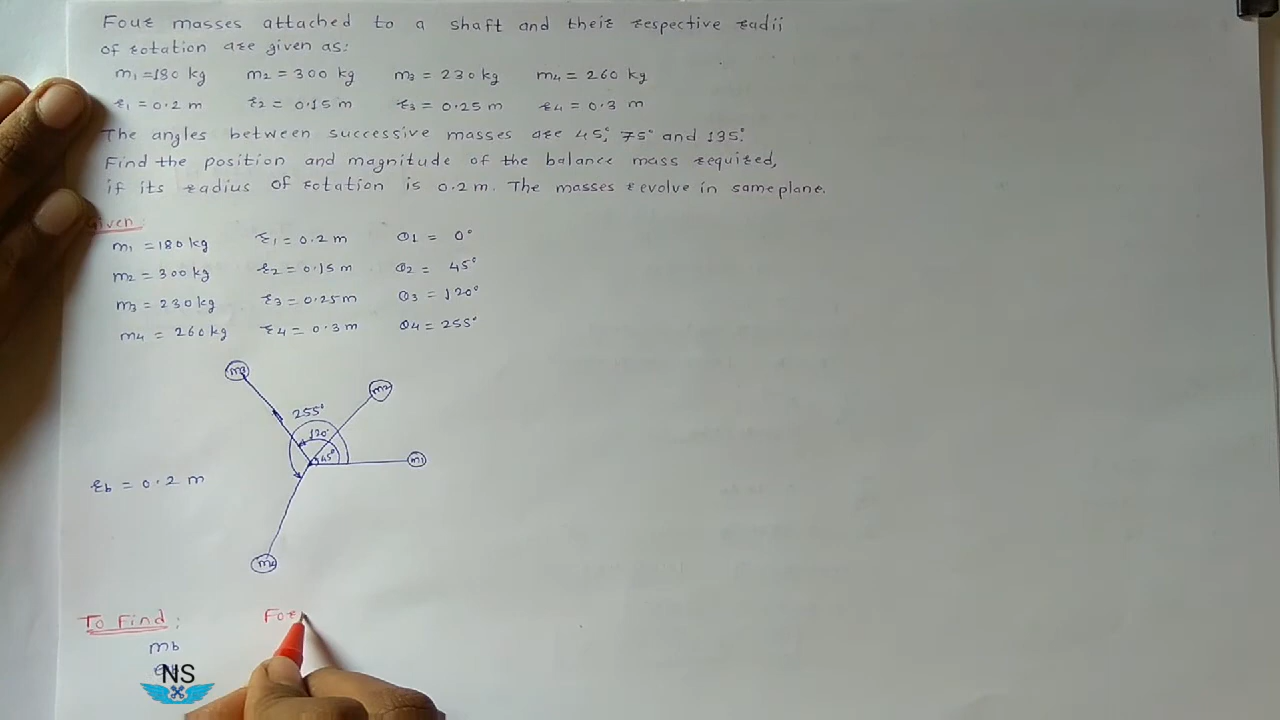 Four masses attached to a shaft and their respective radii
of rotation are given as:
m1 = 180 kg m2 = 300 kg m3 = 230 kg m4 = 260 kg
r1 = 0.2 m r2 = 0.15 m r3 = 0.25 m r4 = 0.3 m
The angles between successive masses are 45°, 75° and 135°.
Find the position and magnitude of the balance mass required,
if its radius of rotation is 0.2 m. The masses revolve in same plane.
Given:
m1 = 180 kg r1 = 0.2 m θ1 = 0°
m2 = 300 kg r2 = 0.15 m θ2 = 45°
m3 = 230 kg r3 = 0.25 m θ3 = 120°
m4 = 260 kg r4 = 0.3 m θ4 = 255°
m3
m2
255°
120°
45°
m1
rb = 0.2 m
m4
To Find: For
mb
NS